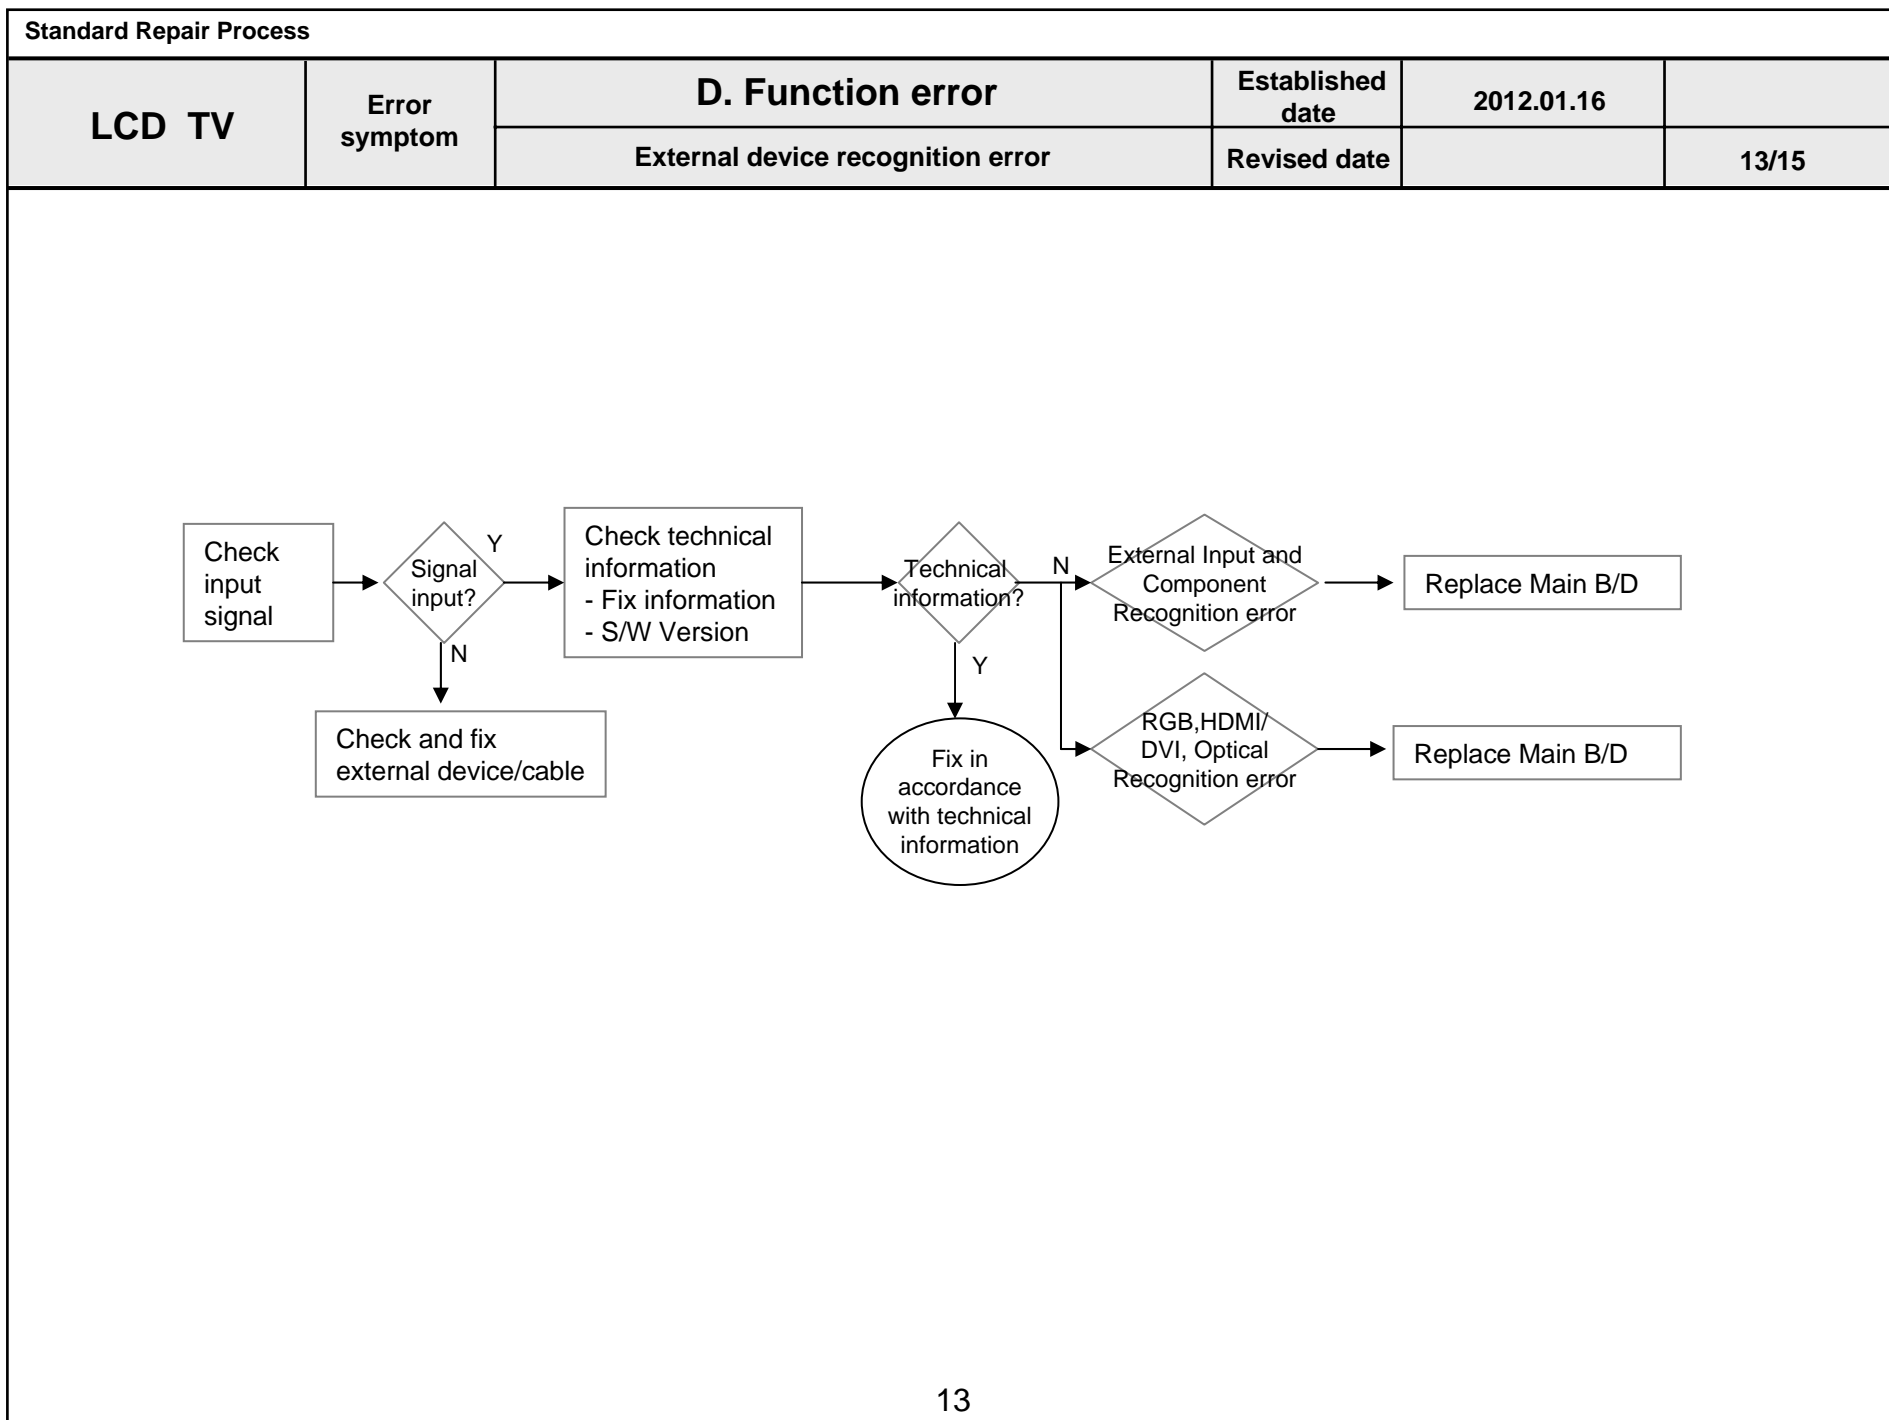 Standard Repair Process
LCD TV
Error
symptom
D. Function error
External device recognition error
Established
date
2012.01.16
Revised date
13/15
Check
input
signal
Signal
input?
Y
N
Check and fix
external device/cable
Check technical
information
- Fix information
- S/W Version
Technical
information?
N
Y
Fix in
accordance
with technical
information
External Input and
Component
Recognition error
Replace Main B/D
RGB,HDMI/
DVI, Optical
Recognition error
Replace Main B/D
13